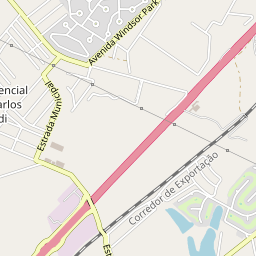 Avenida Windsor Park
encial
arlos
di
Estrada Municipal
Corredor de Exportação
Es